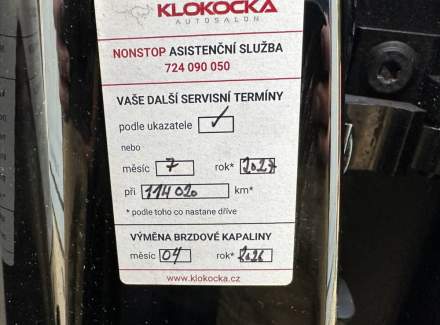 KLOKOČKA
AUTOSALON
NONSTOP ASISTENČNÍ SLUŽBA
724 090 050
VAŠE DALŠÍ SERVISNÍ TERMÍNY
podle ukazatele ✓
nebo
měsíc 7 rok* 2027
při 114 020 km*
* podle toho co nastane dříve
VÝMĚNA BRZDOVÉ KAPALINY
měsíc 04 rok* 2026
www.klokocka.cz